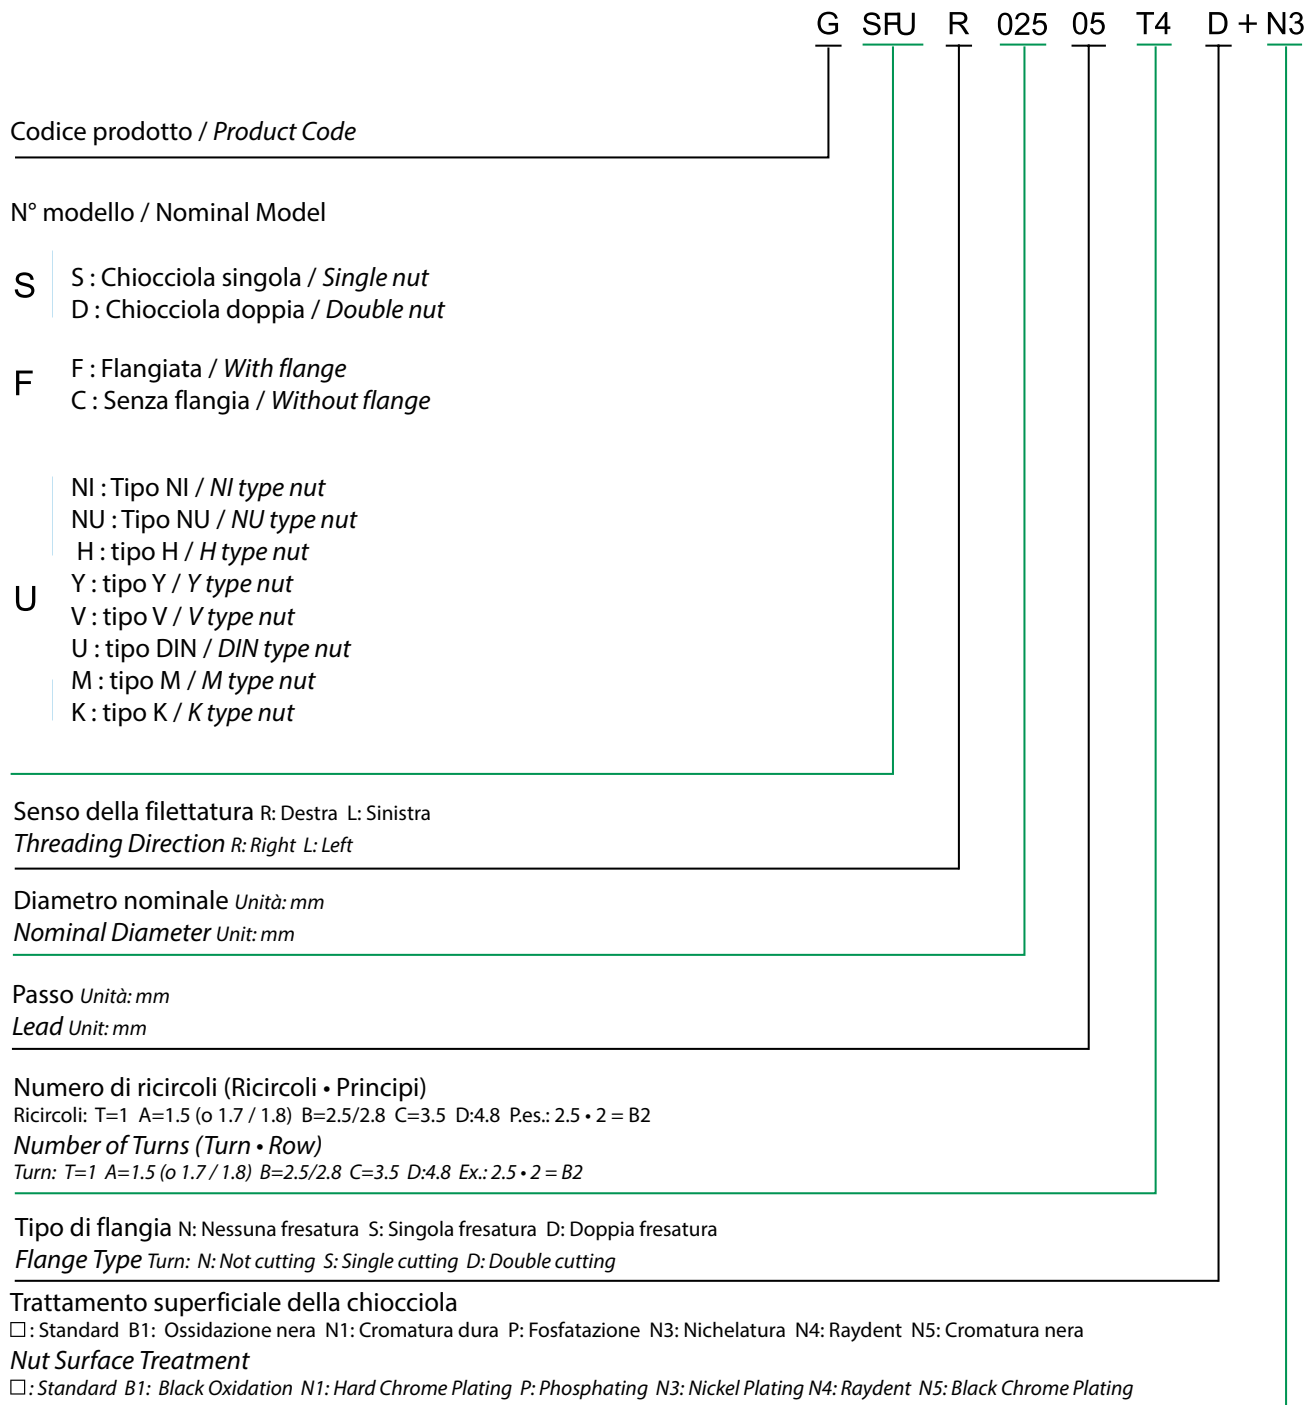 G SFU R 025 05 T4 D + N3
Codice prodotto / Product Code
N° modello / Nominal Model
S
S : Chiocciola singola / Single nut
D : Chiocciola doppia / Double nut
F
F : Flangiata / With flange
C : Senza flangia / Without flange
NI : Tipo NI / NI type nut
NU : Tipo NU / NU type nut
H : tipo H / H type nut
U
Y : tipo Y / Y type nut
V : tipo V / V type nut
U : tipo DIN / DIN type nut
M : tipo M / M type nut
K : tipo K / K type nut
Senso della filettatura R: Destra L: Sinistra
Threading Direction R: Right L: Left
Diametro nominale Unità: mm
Nominal Diameter Unit: mm
Passo Unità: mm
Lead Unit: mm
Numero di ricircoli (Ricircoli • Principi)
Ricircoli: T=1 A=1.5 (o 1.7 / 1.8) B=2.5/2.8 C=3.5 D:4.8 P.es.: 2.5 • 2 = B2
Number of Turns (Turn • Row)
Turn: T=1 A=1.5 (o 1.7 / 1.8) B=2.5/2.8 C=3.5 D:4.8 Ex.: 2.5 • 2 = B2
Tipo di flangia N: Nessuna fresatura S: Singola fresatura D: Doppia fresatura
Flange Type Turn: N: Not cutting S: Single cutting D: Double cutting
Trattamento superficiale della chiocciola
□: Standard B1: Ossidazione nera N1: Cromatura dura P: Fosfatazione N3: Nichelatura N4: Raydent N5: Cromatura nera
Nut Surface Treatment
□: Standard B1: Black Oxidation N1: Hard Chrome Plating P: Phosphating N3: Nickel Plating N4: Raydent N5: Black Chrome Plating